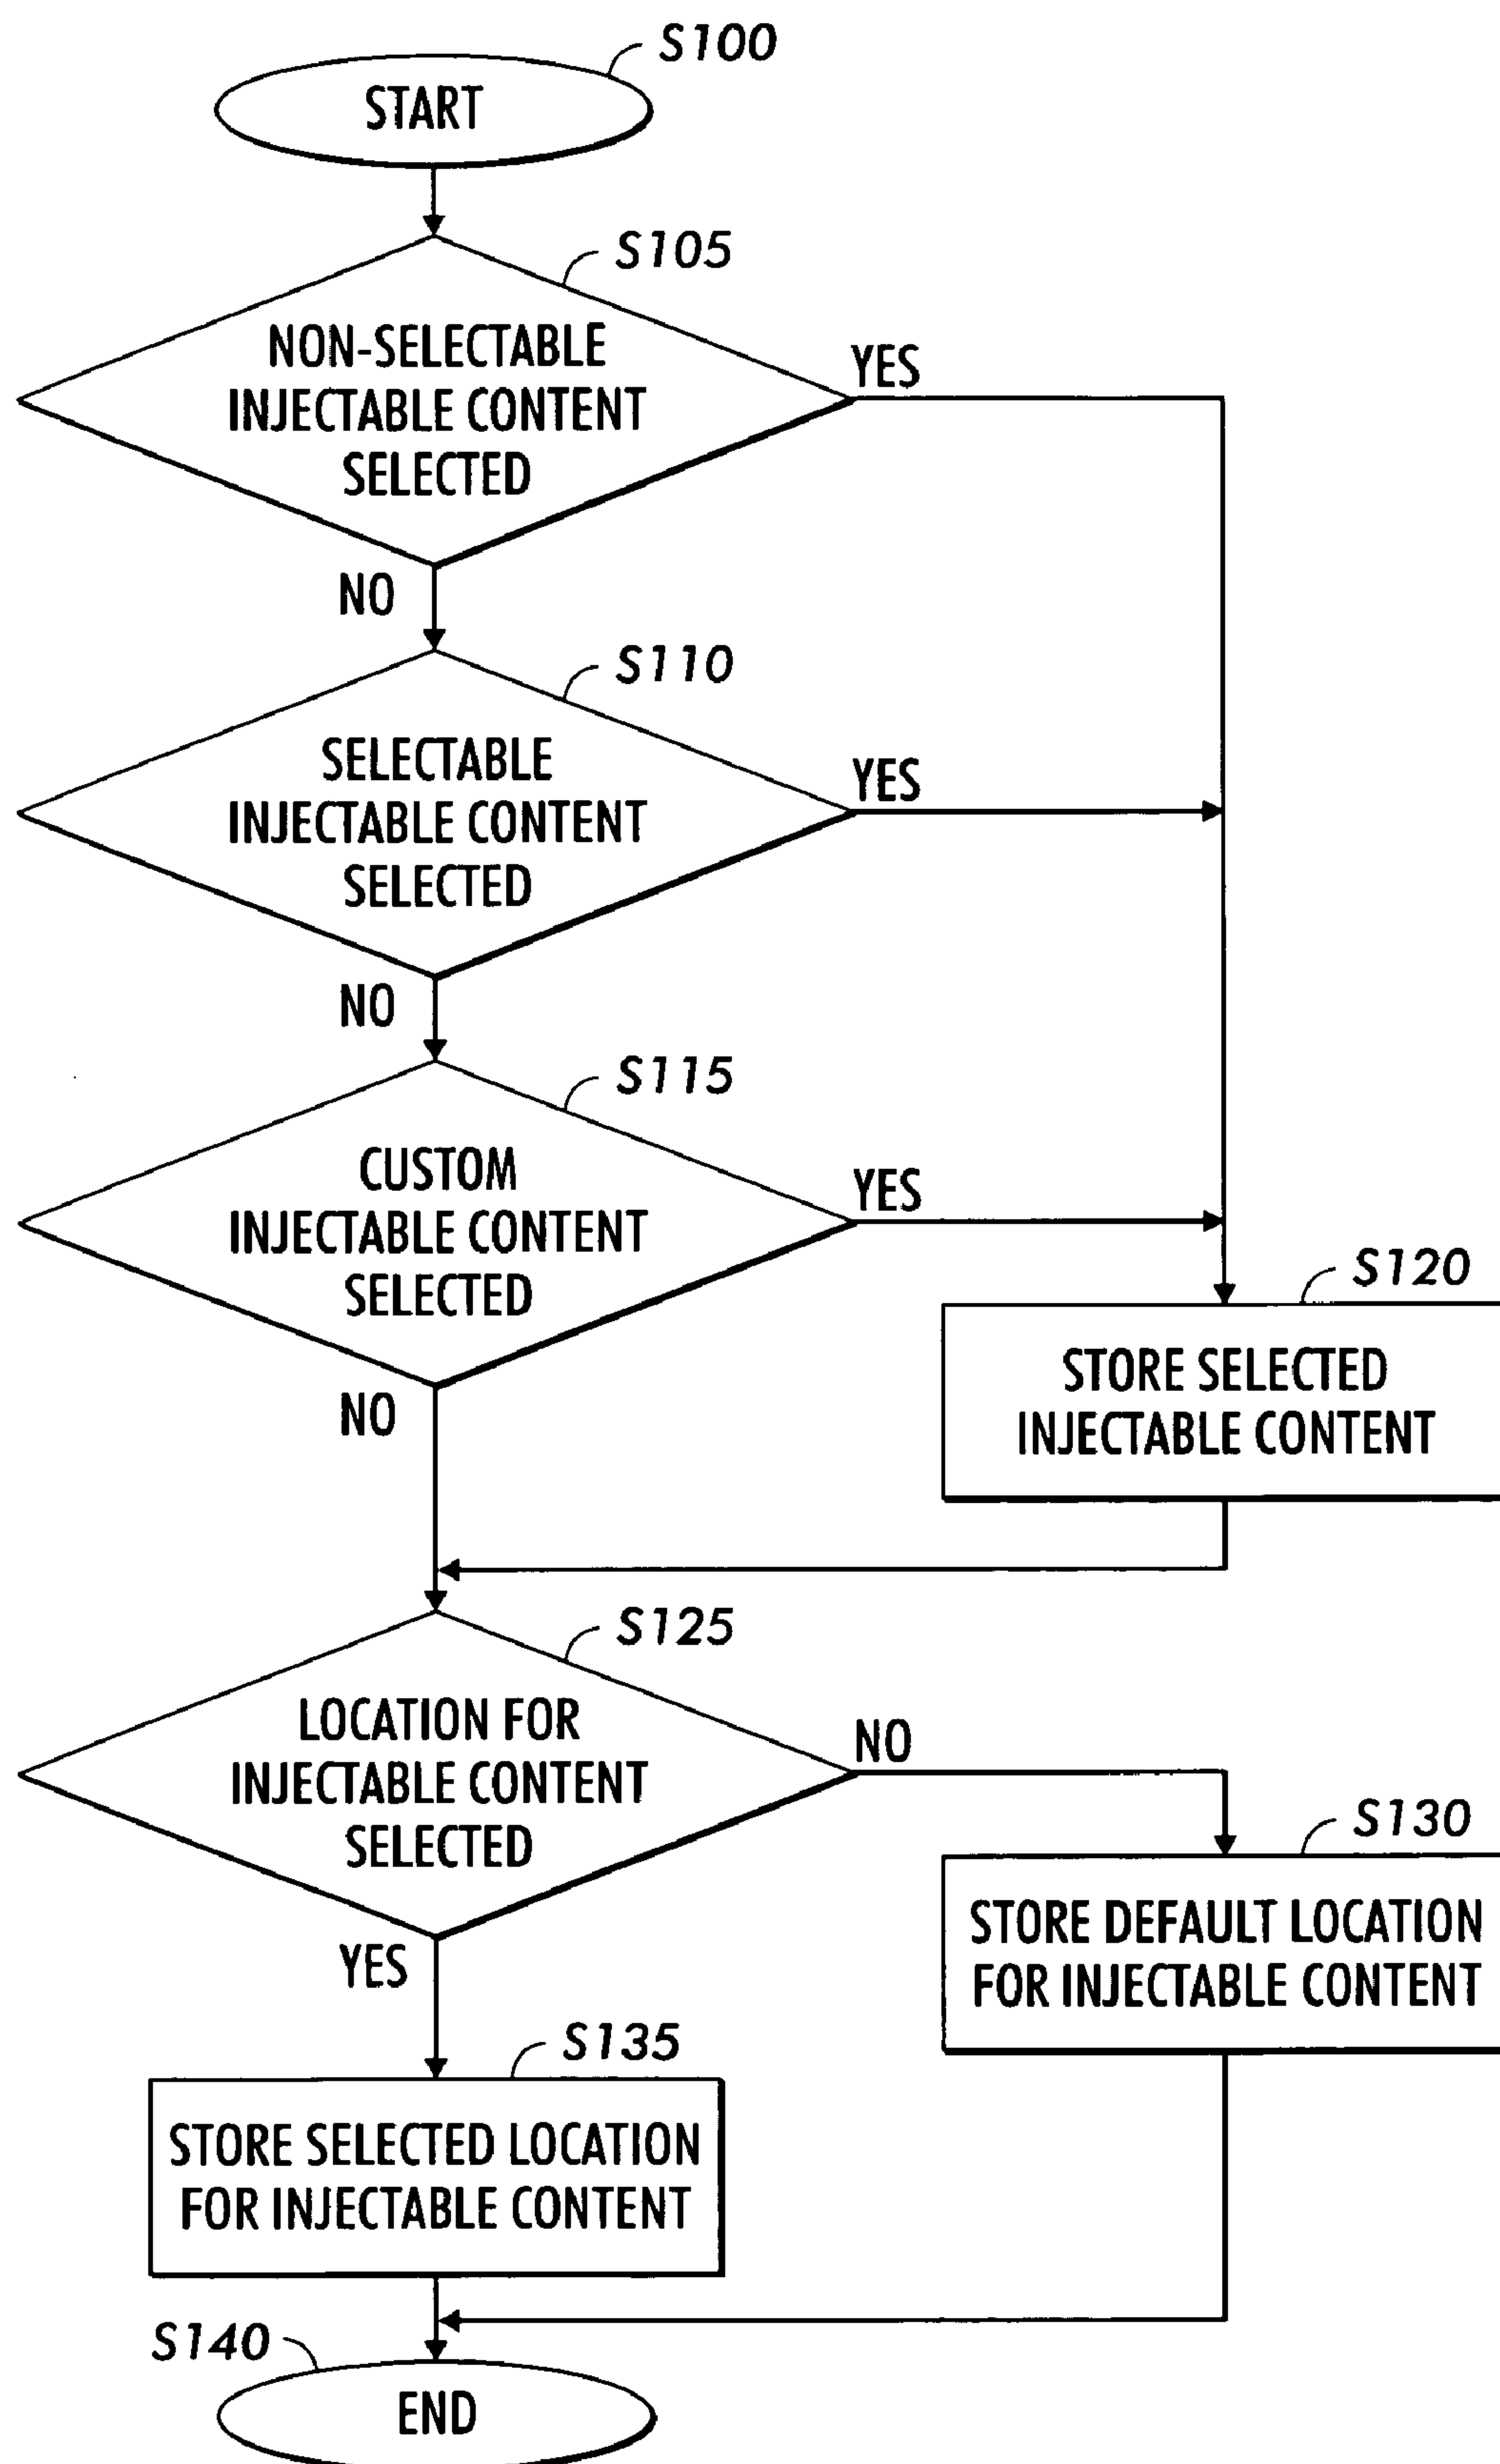 S100
START
S105
NON-SELECTABLE
INJECTABLE CONTENT
SELECTED
YES
NO
S110
SELECTABLE
INJECTABLE CONTENT
SELECTED
YES
NO
S115
CUSTOM
INJECTABLE CONTENT
SELECTED
YES
NO
S120
STORE SELECTED
INJECTABLE CONTENT
S125
LOCATION FOR
INJECTABLE CONTENT
SELECTED
NO
YES
S130
STORE DEFAULT LOCATION
FOR INJECTABLE CONTENT
S135
STORE SELECTED LOCATION
FOR INJECTABLE CONTENT
S140
END